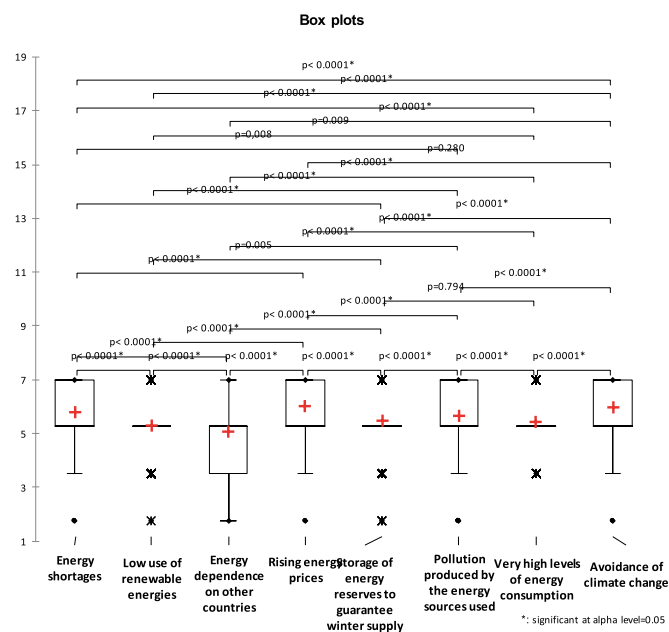 Box plots
19
p< 0.0001*
p< 0.0001*
p< 0.0001*
17
p< 0.0001*
p=0.009
p=0,008
p=0.280
15
p< 0.0001*
p< 0.0001*
p< 0.0001*
p< 0.0001*
13
p< 0.0001*
p< 0.0001*
p=0.005
p< 0.0001*
11
p< 0.0001*
p=0.794
p< 0.0001*
p< 0.0001*
9
p< 0.0001*
p< 0.0001*
p< 0.0001* p< 0.0001* p< 0.0001* p< 0.0001* p< 0.0001* p< 0.0001* p< 0.0001*
7
5
3
1
Energy
shortages
Low use of
renewable
energies
Energy
dependence
on other
countries
Rising energy
prices
Storage of
energy
reserves to
guarantee
winter supply
Pollution
produced by
the energy
sources used
Very high levels
of energy
consumption
Avoidance of
climate change
*: significant at alpha level=0.05